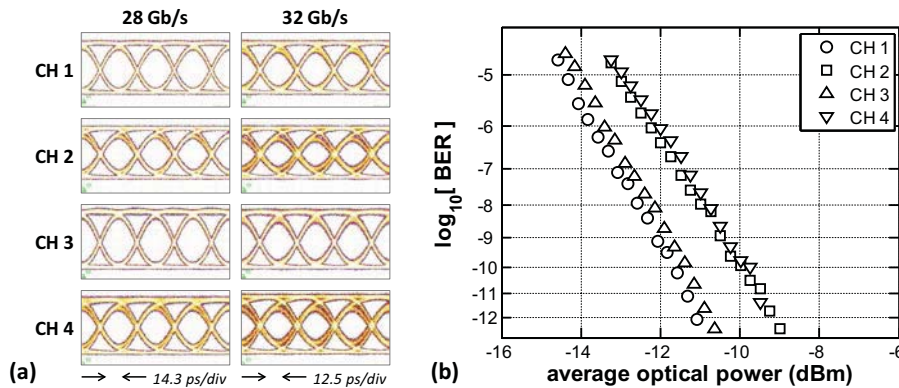 28 Gb/s 32 Gb/s
CH 1
CH 2
CH 3
CH 4
(a)
14.3 ps/div 12.5 ps/div
log10[ BER ]
-5
-6
-7
-8
-9
-10
-11
-12
-16 -14 -12 -10 -8 -6
average optical power (dBm)
CH 1
CH 2
CH 3
CH 4
(b)